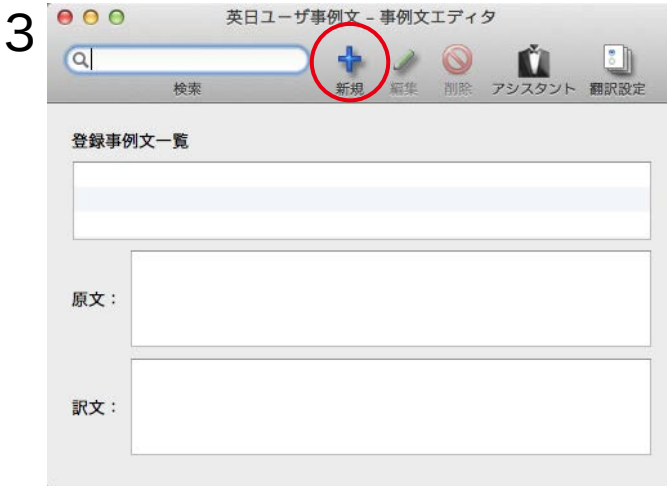 3
英日ユーザ事例文 – 事例文エディタ
検索 新規 編集 削除 アシスタント 翻訳設定
登録事例文一覧
原文：
訳文：